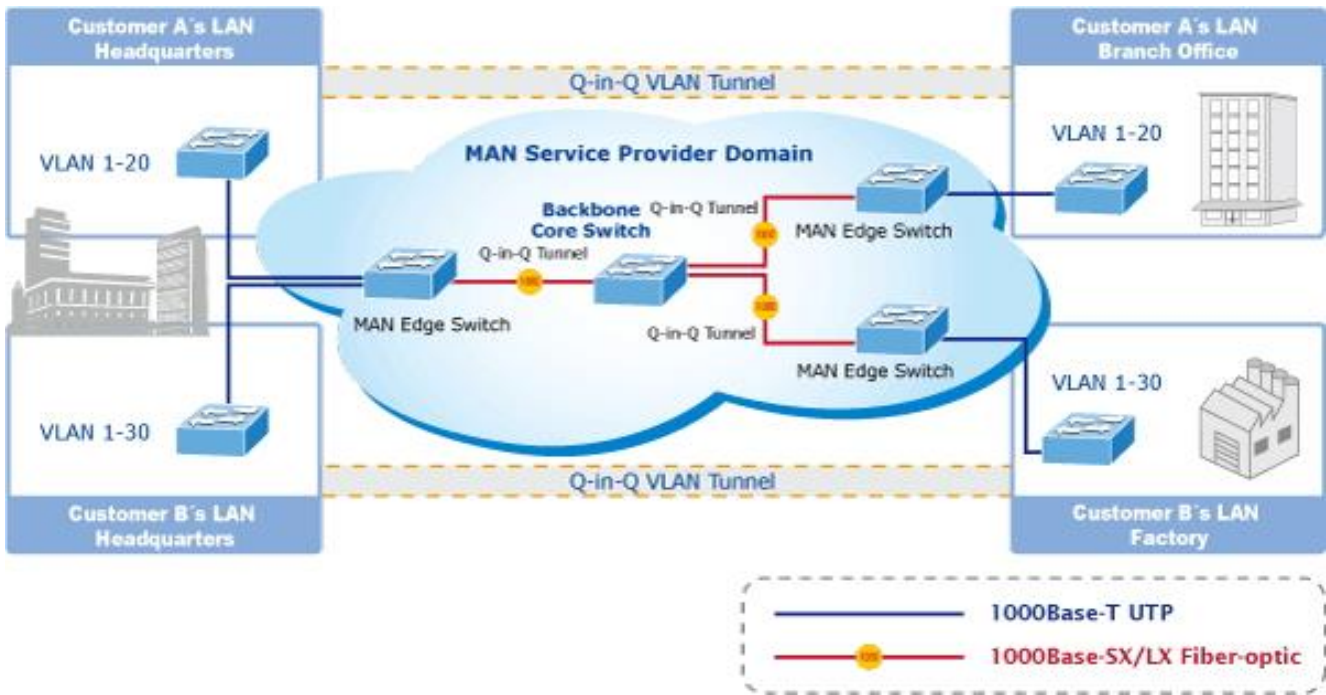 Customer A´s LAN
Headquarters
Customer A´s LAN
Branch Office
Q-in-Q VLAN Tunnel
VLAN 1-20
VLAN 1-20
MAN Service Provider Domain
Q-in-Q Tunnel
Backbone
Core Switch
MAN Edge Switch
Q-in-Q Tunnel
MAN Edge Switch
Q-in-Q Tunnel
MAN Edge Switch
VLAN 1-30
VLAN 1-30
Q-in-Q VLAN Tunnel
Customer B´s LAN
Headquarters
Customer B´s LAN
Factory
1000Base-T UTP
1000Base-SX/LX Fiber-optic